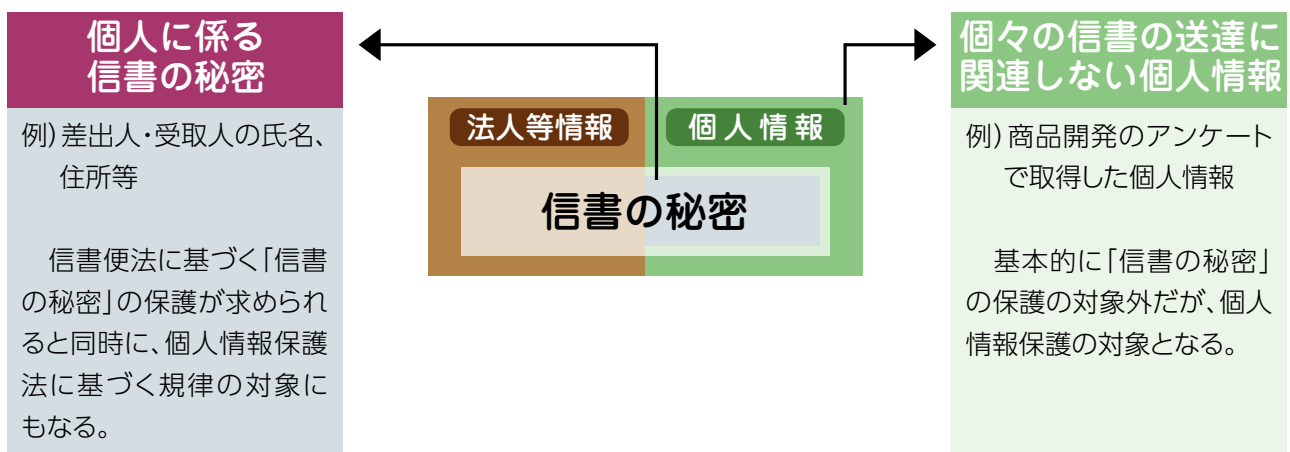 個人に係る
信書の秘密
例）差出人・受取人の氏名、
住所等
信書便法に基づく「信書
の秘密」の保護が求められ
ると同時に、個人情報保護
法に基づく規律の対象に
もなる。
法人等情報
個人情報
信書の秘密
個々の信書の送達に
関連しない個人情報
例）商品開発のアンケート
で取得した個人情報
基本的に「信書の秘密」
の保護の対象外だが、個人
情報保護の対象となる。